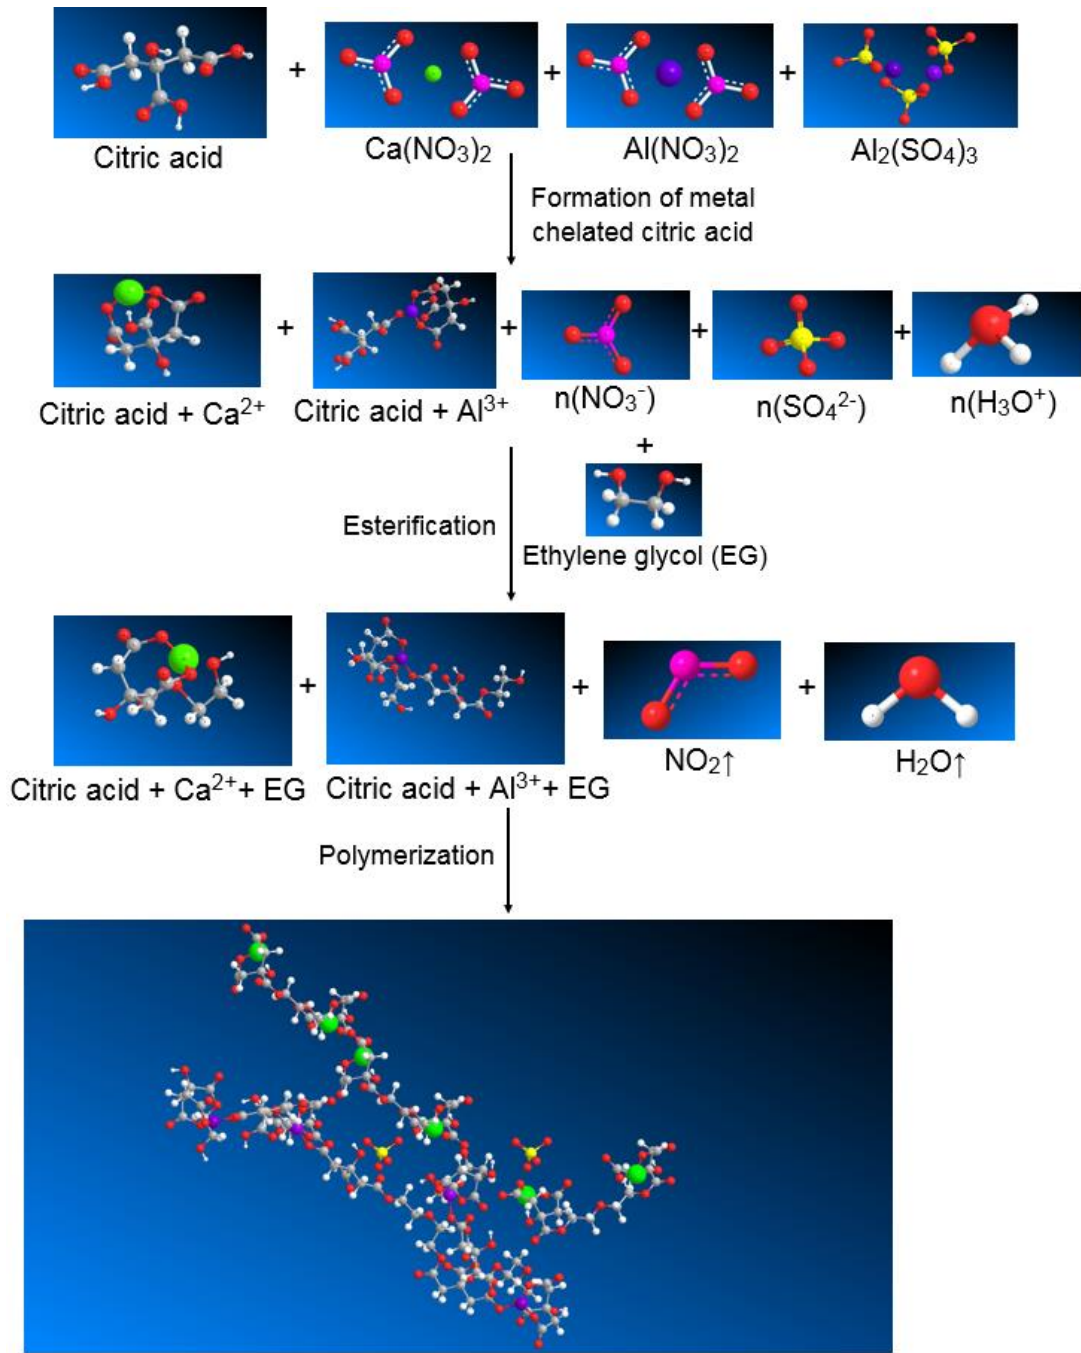 + + +
Citric acid Ca(NO₃)₂ Al(NO₃)₂ Al₂(SO₄)₃
Formation of metal
chelated citric acid
+ + + +
Citric acid + Ca²⁺ Citric acid + Al³⁺ n(NO₃⁻) n(SO₄²⁻) n(H₃O⁺)
+
Esterification
Ethylene glycol (EG)
+ + +
Citric acid + Ca²⁺+ EG Citric acid + Al³⁺+ EG NO₂↑ H₂O↑
Polymerization